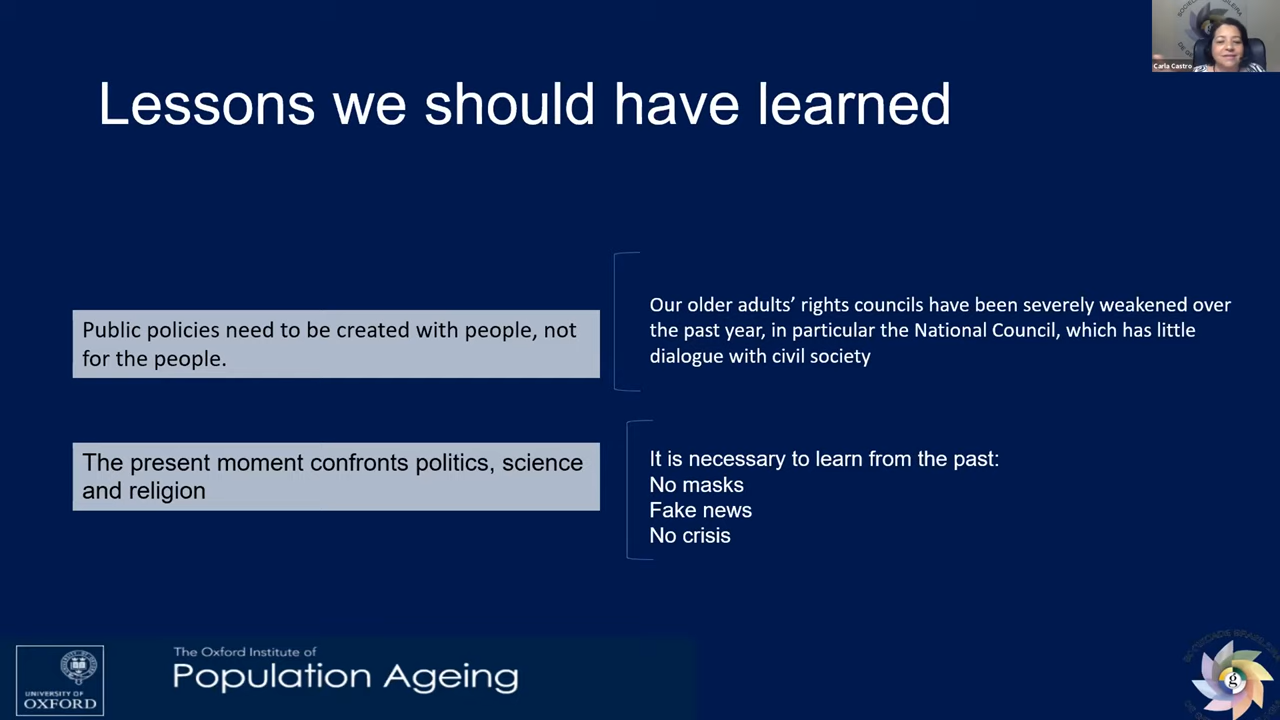 Carla Castro
Lessons we should have learned
Public policies need to be created with people, not
for the people.
Our older adults’ rights councils have been severely weakened over
the past year, in particular the National Council, which has little
dialogue with civil society
The present moment confronts politics, science
and religion
It is necessary to learn from the past:
No masks
Fake news
No crisis
UNIVERSITY OF
OXFORD
The Oxford Institute of
Population Ageing
SOCIEDADE BRASILEIRA
g